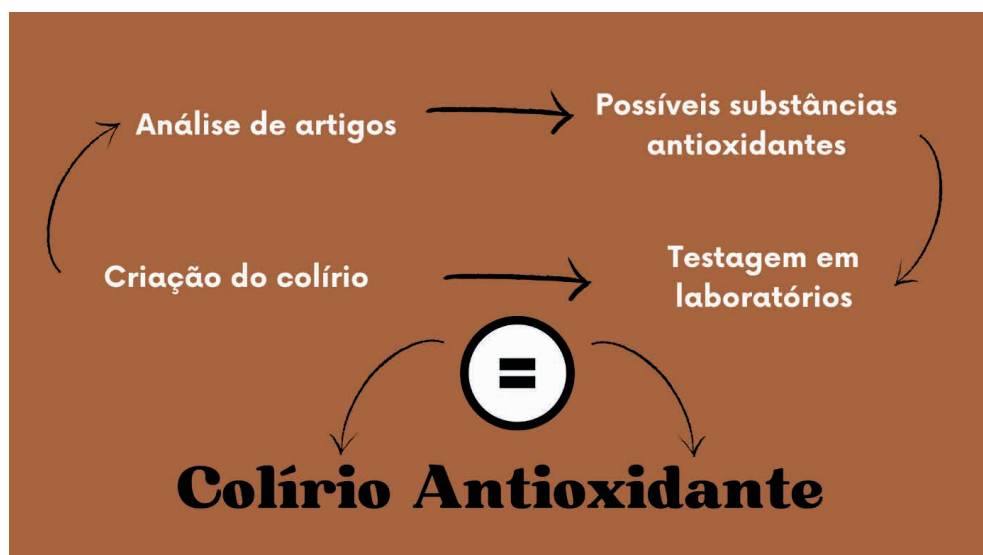 Análise de artigos
Possíveis substâncias
antioxidantes
Criação do colírio
Testagem em
laboratórios
=
Colírio Antioxidante